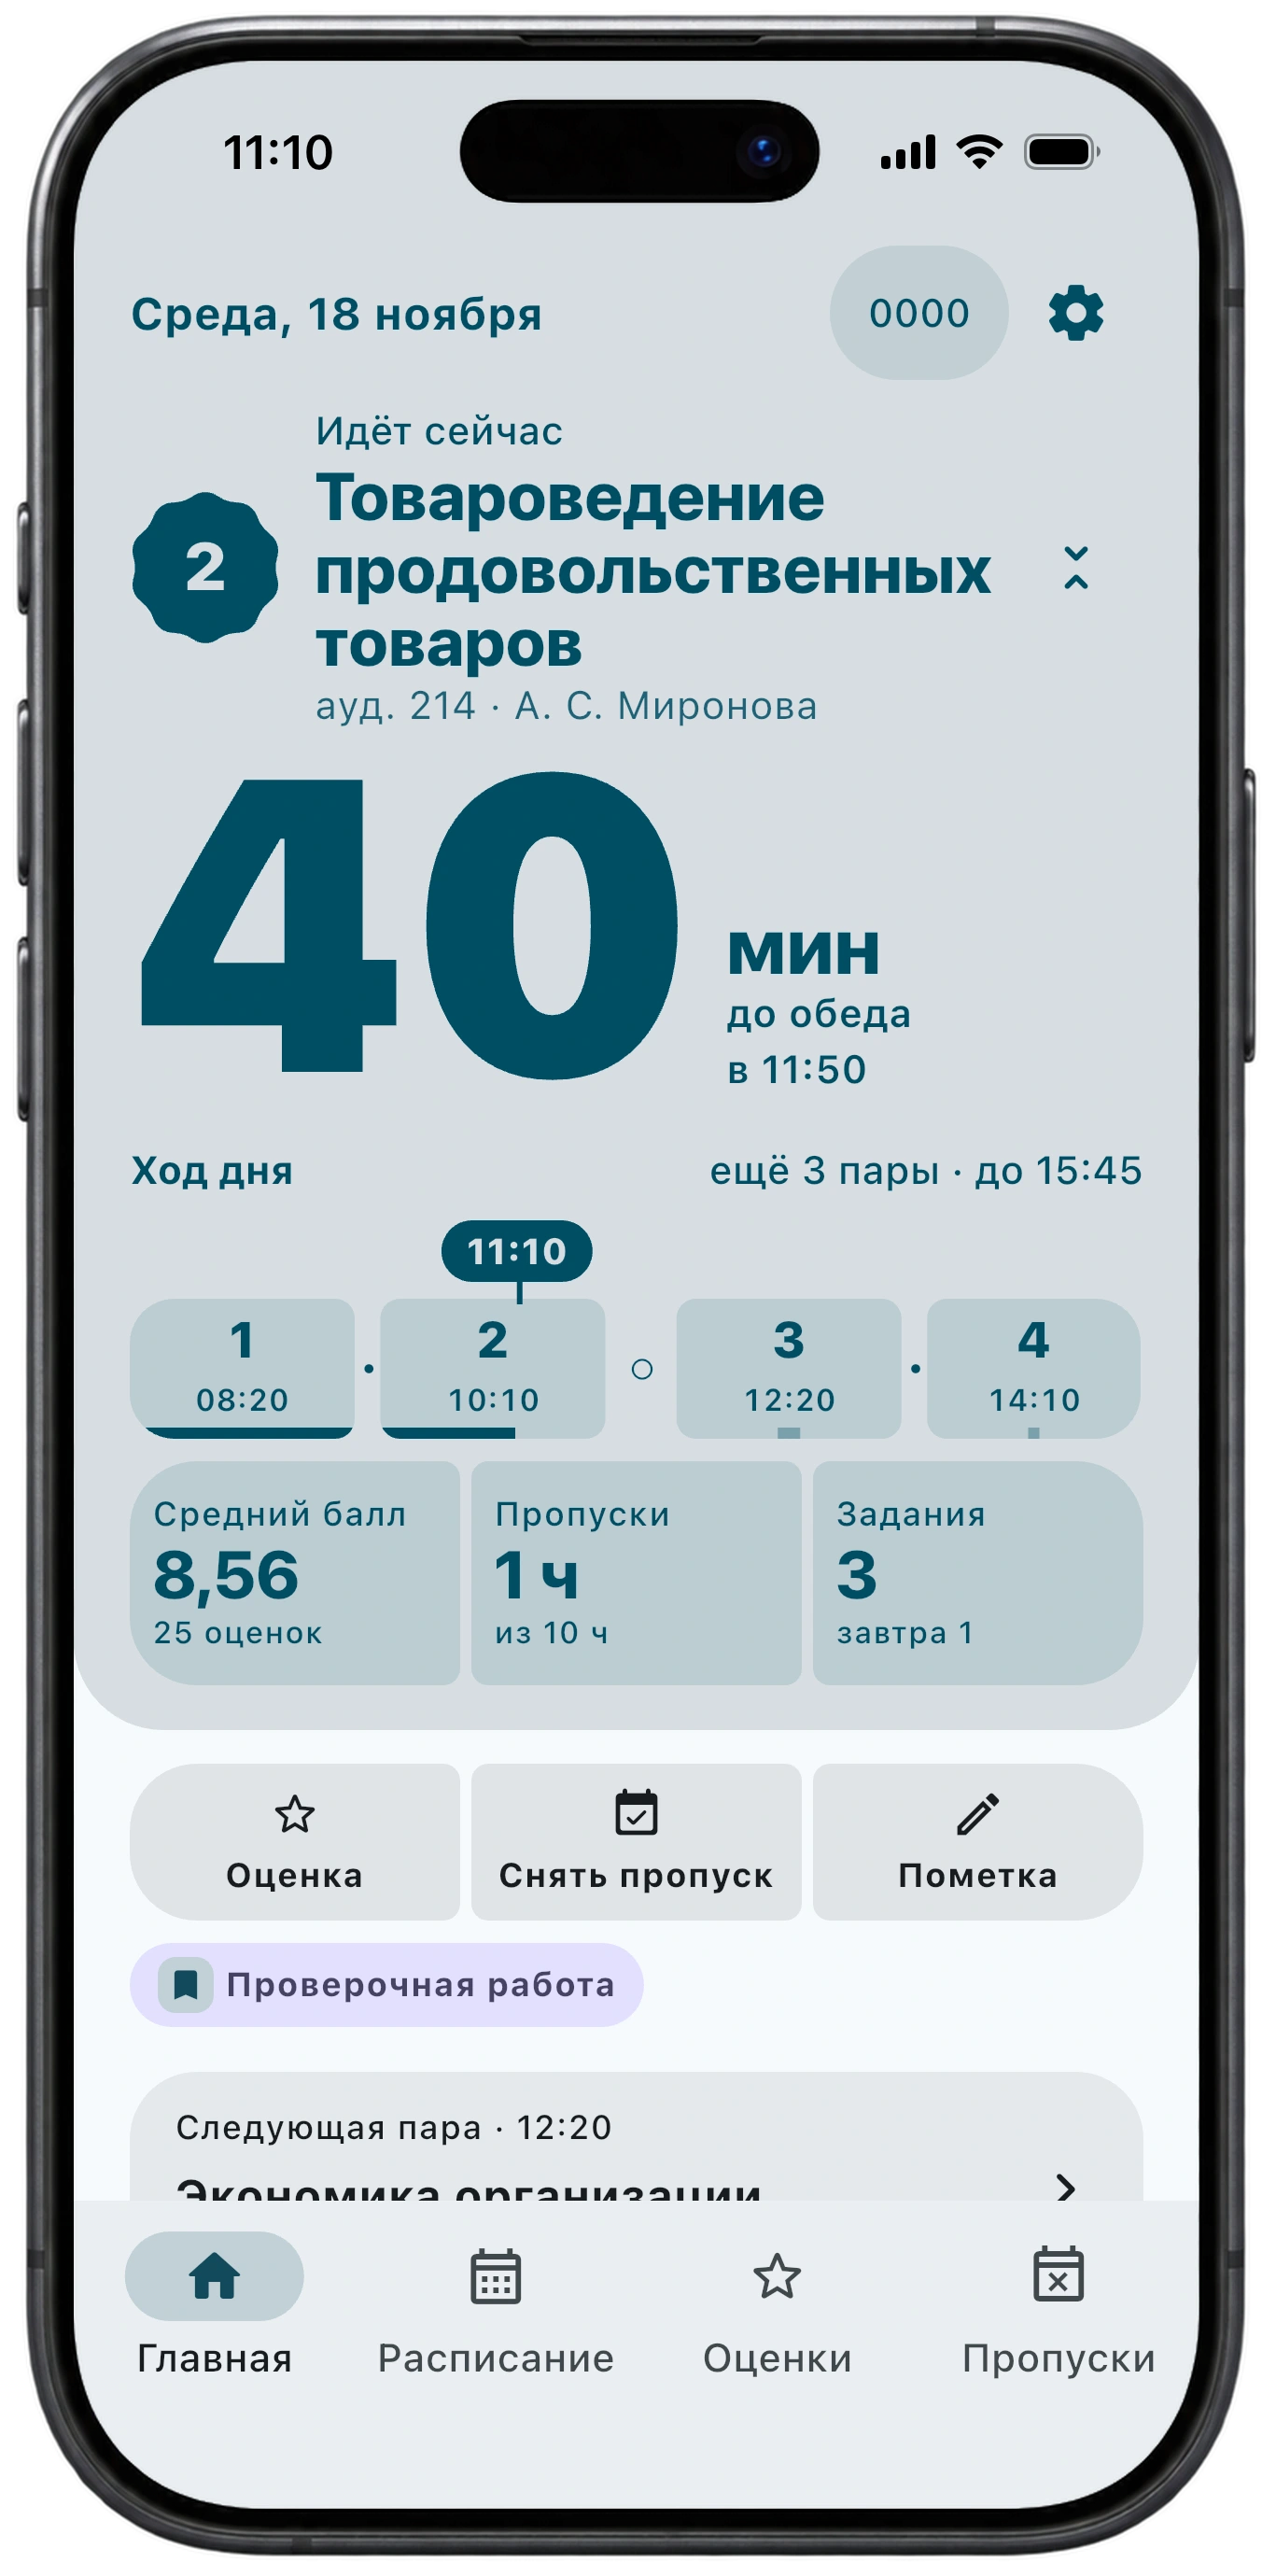 11:10
Среда, 18 ноября
0000
Идёт сейчас
2
Товароведение
продовольственных
товаров
ауд. 214 · А. С. Миронова
40
мин
до обеда
в 11:50
Ход дня
ещё 3 пары · до 15:45
11:10
1
2
3
4
08:20
10:10
12:20
14:10
Средний балл
8,56
25 оценок
Пропуски
1 ч
из 10 ч
Задания
3
завтра 1
Оценка
Снять пропуск
Пометка
Проверочная работа
Следующая пара · 12:20
Экономика организации
Главная
Расписание
Оценки
Пропуски